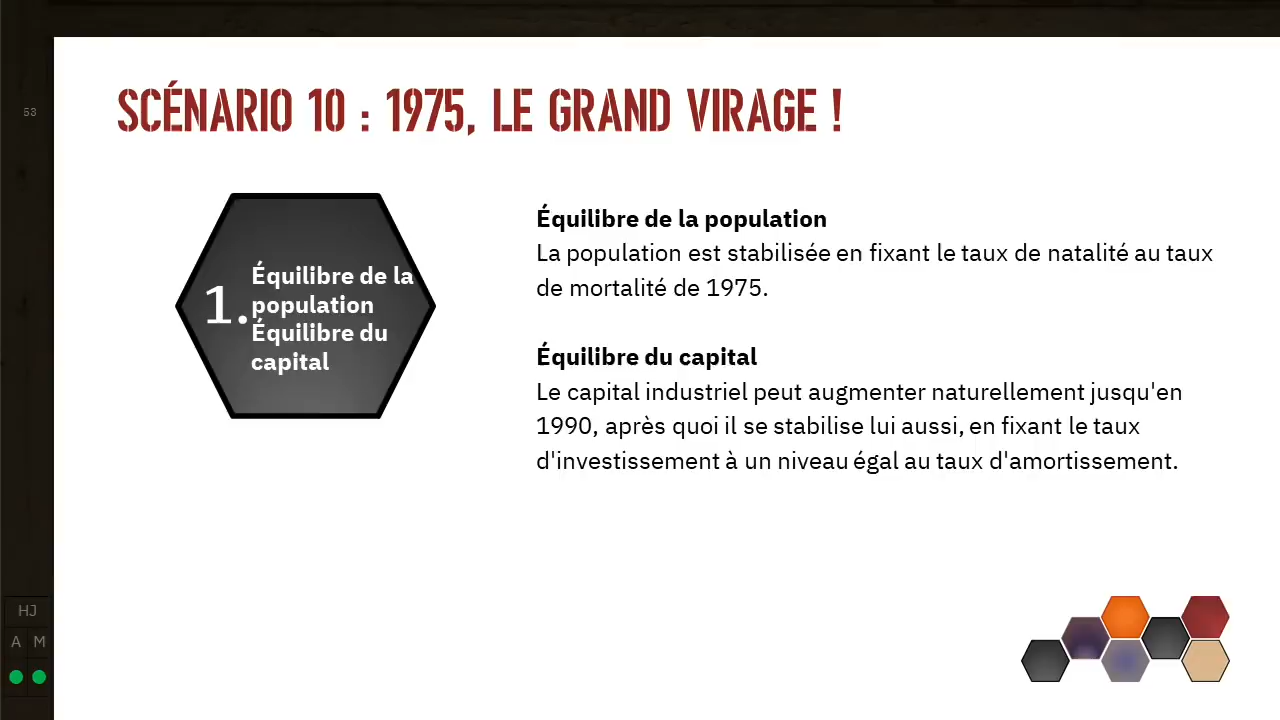 53
SCÉNARIO 10 : 1975, LE GRAND VIRAGE !
1.
Équilibre de la
population
Équilibre du
capital
Équilibre de la population
La population est stabilisée en fixant le taux de natalité au taux
de mortalité de 1975.
Équilibre du capital
Le capital industriel peut augmenter naturellement jusqu'en
1990, après quoi il se stabilise lui aussi, en fixant le taux
d'investissement à un niveau égal au taux d'amortissement.
HJ
A M